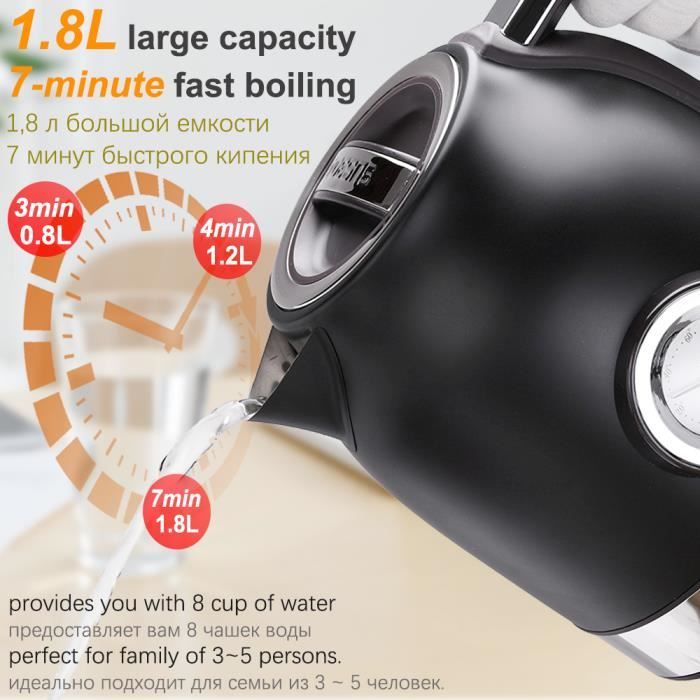 1.8L large capacity
7-minute fast boiling
1,8 л большой емкости
7 минут быстрого кипения
3min
0.8L
4min
1.2L
7min
1.8L
provides you with 8 cup of water
предоставляет вам 8 чашек воды
perfect for family of 3~5 persons.
идеально подходит для семьи из 3 ~ 5 человек.